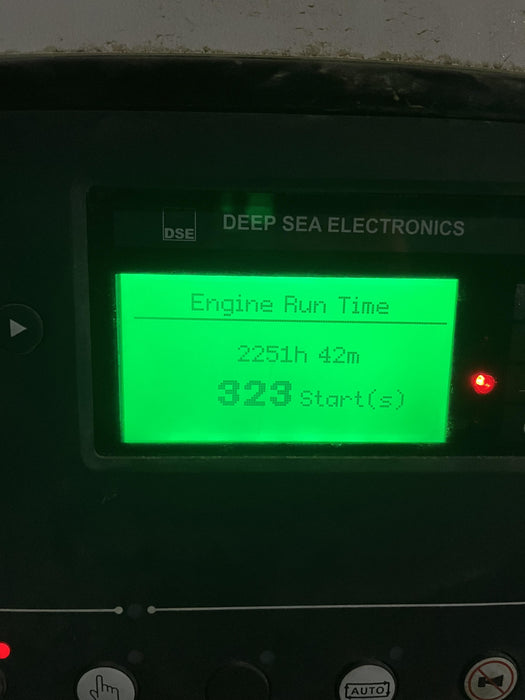 DSE
DEEP SEA ELECTRONICS
Engine Run Time
2251h 42m
323 Start(s)
AUTO